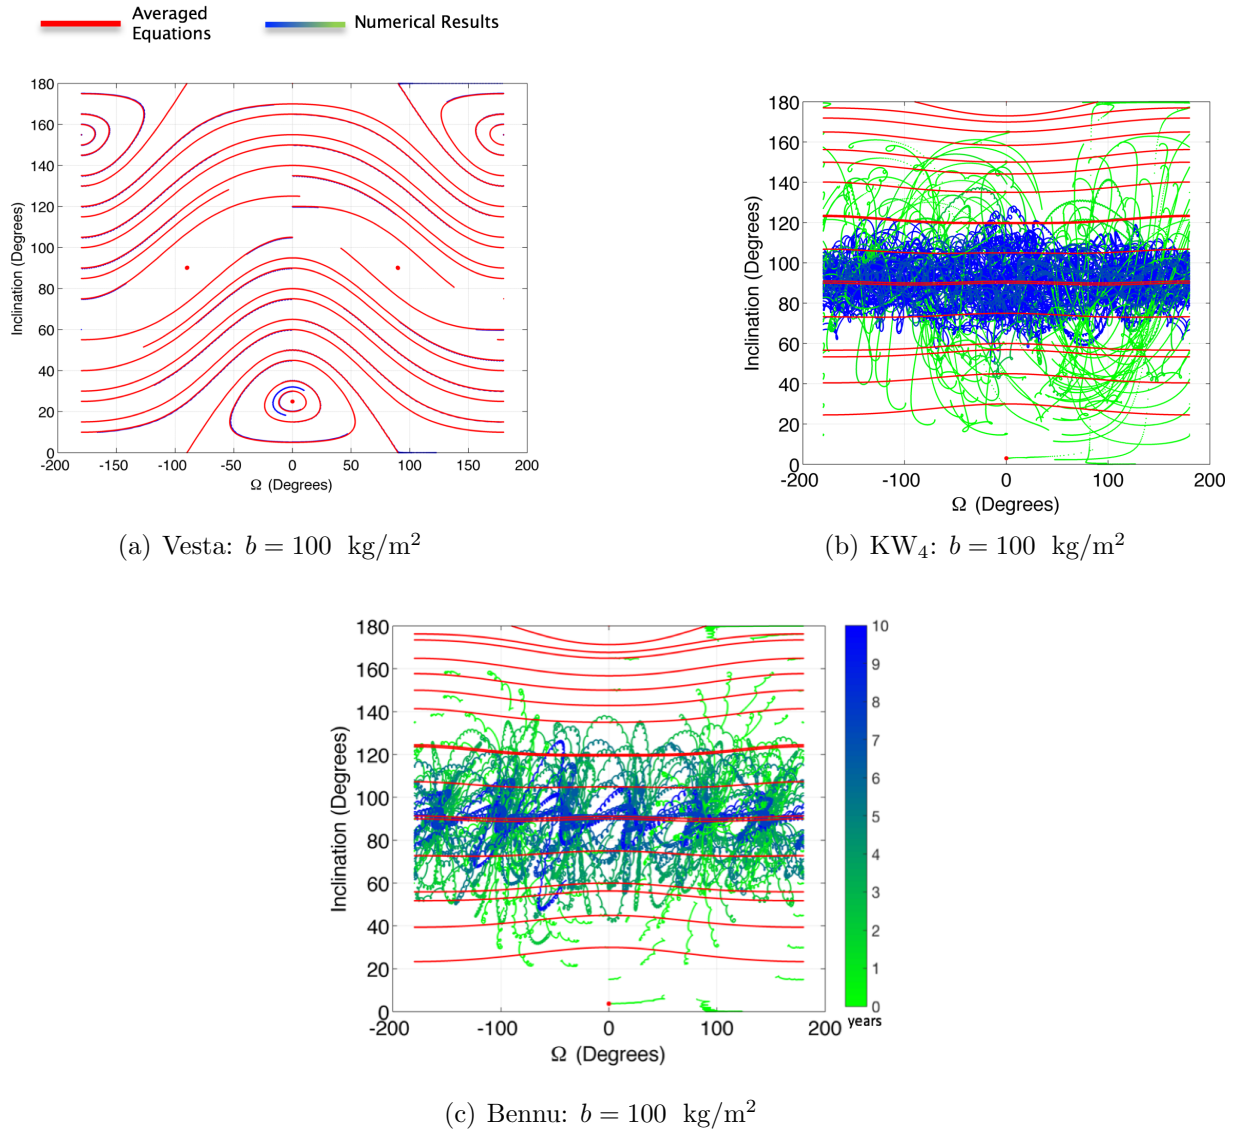 Averaged
Equations
Numerical Results
180
160
140
120
100
80
60
40
20
0
-200 -150 -100 -50 0 50 100 150 200
Inclination (Degrees)
Ω (Degrees)
(a) Vesta: b = 100 kg/m²
180
160
140
120
100
80
60
40
20
0
-200 -100 0 100 200
Inclination (Degrees)
Ω (Degrees)
(b) KW₄: b = 100 kg/m²
180
160
140
120
100
80
60
40
20
0
-200 -100 0 100 200
Inclination (Degrees)
Ω (Degrees)
10
9
8
7
6
5
4
3
2
1
0
years
(c) Bennu: b = 100 kg/m²